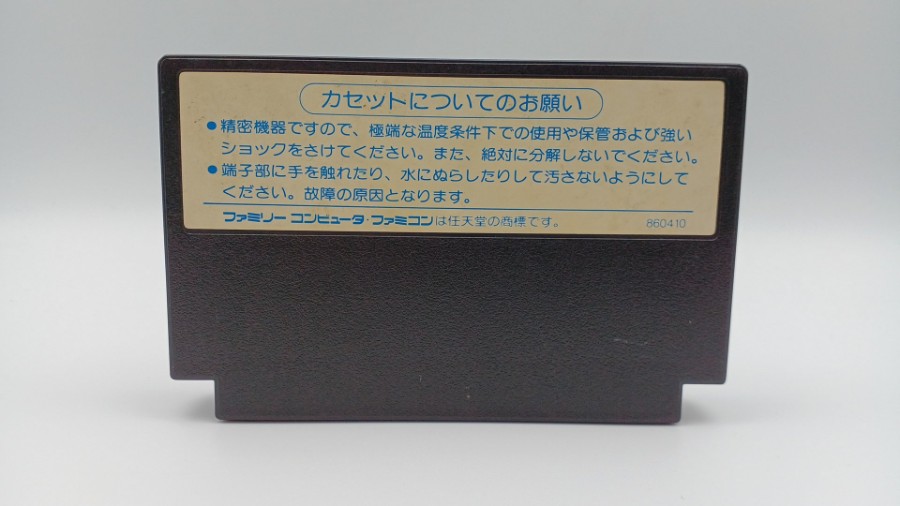 カセットについてのお願い
●精密機器ですので、極端な温度条件下での使用や保管および強い
ショックをさけてください。また、絶対に分解しないでください。
●端子部に手を触れたり、水にぬらしたりして汚さないようにして
ください。故障の原因となります。
ファミリー コンピュータ・ファミコンは任天堂の商標です。 860410